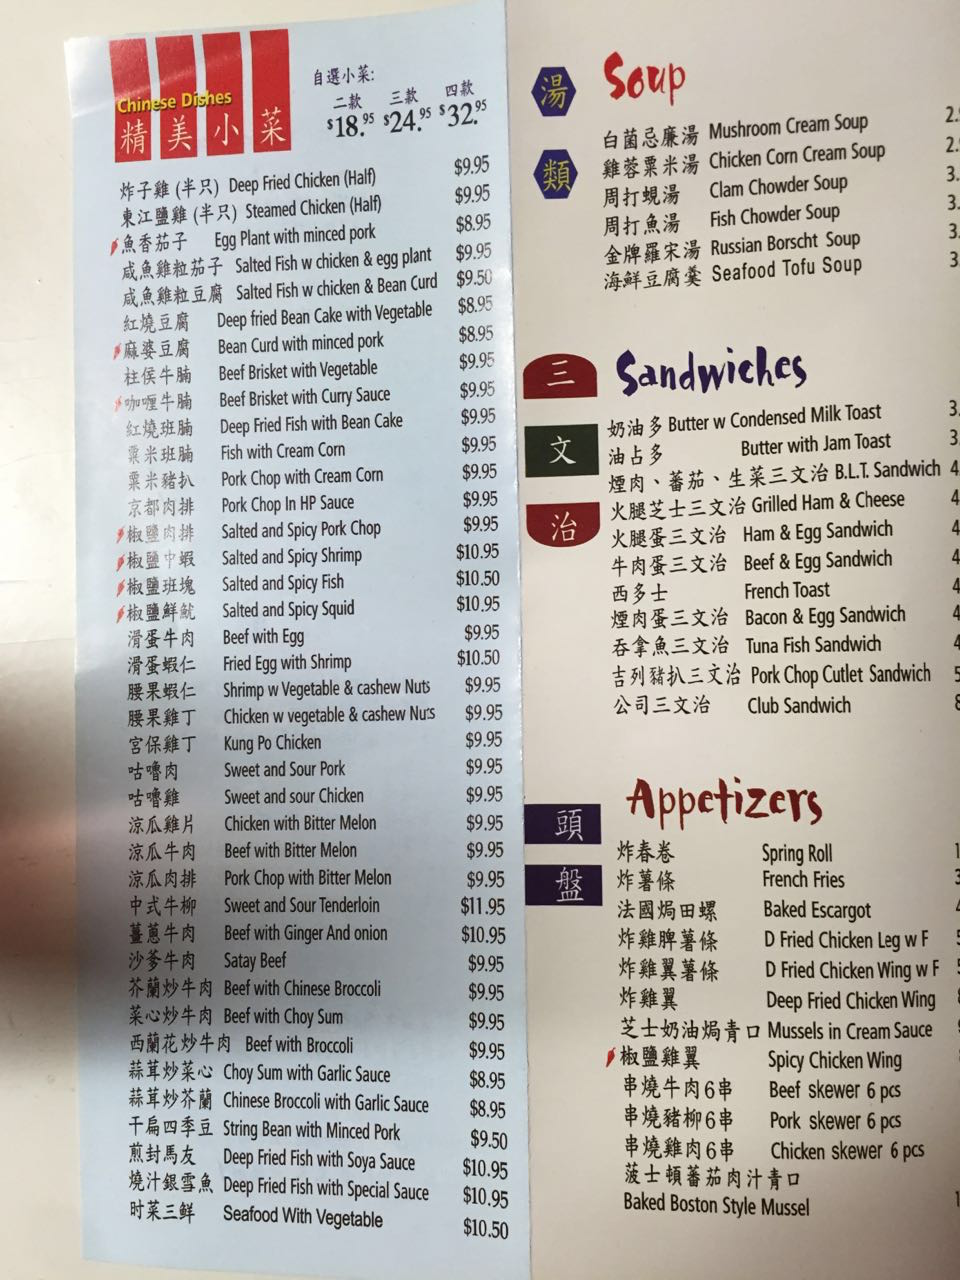 Chinese Dishes
精美小菜
自選小菜:
二款 三款 四款
$18.95 $24.95 $32.95
炸子雞 (半只) Deep Fried Chicken (Half) $9.95
東江鹽雞 (半只) Steamed Chicken (Half) $9.95
魚香茄子 Egg Plant with minced pork $8.95
咸魚雞粒茄子 Salted Fish w chicken & egg plant $9.95
咸魚雞粒豆腐 Salted Fish w chicken & Bean Curd $9.50
紅燒豆腐 Deep fried Bean Cake with Vegetable $8.95
麻婆豆腐 Bean Curd with minced pork $8.95
柱侯牛腩 Beef Brisket with Vegetable $9.95
咖喱牛腩 Beef Brisket with Curry Sauce $9.95
紅燒班腩 Deep Fried Fish with Bean Cake $9.95
粟米班腩 Fish with Cream Corn $9.95
粟米豬扒 Pork Chop with Cream Corn $9.95
京都肉排 Pork Chop In HP Sauce $9.95
椒鹽肉排 Salted and Spicy Pork Chop $9.95
椒鹽中蝦 Salted and Spicy Shrimp $10.95
椒鹽班塊 Salted and Spicy Fish $10.50
椒鹽鮮魷 Salted and Spicy Squid $10.95
滑蛋牛肉 Beef with Egg $9.95
滑蛋蝦仁 Fried Egg with Shrimp $10.50
腰果蝦仁 Shrimp w Vegetable & cashew Nuts $9.95
腰果雞丁 Chicken w vegetable & cashew Nuts $9.95
宮保雞丁 Kung Po Chicken $9.95
咕嚕肉 Sweet and Sour Pork $9.95
咕嚕雞 Sweet and sour Chicken $9.95
涼瓜雞片 Chicken with Bitter Melon $9.95
涼瓜牛肉 Beef with Bitter Melon $9.95
涼瓜肉排 Pork Chop with Bitter Melon $9.95
中式牛柳 Sweet and Sour Tenderloin $11.95
薑蔥牛肉 Beef with Ginger And onion $10.95
沙爹牛肉 Satay Beef $9.95
芥蘭炒牛肉 Beef with Chinese Broccoli $9.95
菜心炒牛肉 Beef with Choy Sum $9.95
西蘭花炒牛肉 Beef with Broccoli $9.95
蒜茸炒菜心 Choy Sum with Garlic Sauce $8.95
蒜茸炒芥蘭 Chinese Broccoli with Garlic Sauce $8.95
干扁四季豆 String Bean with Minced Pork $9.50
煎封馬友 Deep Fried Fish with Soya Sauce $10.95
燒汁銀雪魚 Deep Fried Fish with Special Sauce $10.95
时菜三鮮 Seafood With Vegetable $10.50
湯類
Soup
白菌忌廉湯 Mushroom Cream Soup 2.
雞蓉粟米湯 Chicken Corn Cream Soup 2.
周打蜆湯 Clam Chowder Soup 3.
周打魚湯 Fish Chowder Soup 3.
金牌羅宋湯 Russian Borscht Soup 3.
海鮮豆腐羹 Seafood Tofu Soup 3
三文治
Sandwiches
奶油多 Butter w Condensed Milk Toast 3.
油占多 Butter with Jam Toast 3
煙肉、蕃茄、生菜三文治 B.L.T. Sandwich 4
火腿芝士三文治 Grilled Ham & Cheese 4
火腿蛋三文治 Ham & Egg Sandwich 4
牛肉蛋三文治 Beef & Egg Sandwich 4
西多士 French Toast 4
煙肉蛋三文治 Bacon & Egg Sandwich 4
吞拿魚三文治 Tuna Fish Sandwich 4
吉列豬扒三文治 Pork Chop Cutlet Sandwich 5
公司三文治 Club Sandwich 8
頭盤
Appetizers
炸春卷 Spring Roll 1
炸薯條 French Fries 3
法國焗田螺 Baked Escargot 4
炸雞脾薯條 D Fried Chicken Leg w F 5
炸雞翼薯條 D Fried Chicken Wing w F 5
炸雞翼 Deep Fried Chicken Wing
芝士奶油焗青口 Mussels in Cream Sauce
椒鹽雞翼 Spicy Chicken Wing
串燒牛肉6串 Beef skewer 6 pcs
串燒豬柳6串 Pork skewer 6 pcs
串燒雞肉6串 Chicken skewer 6 pcs
菠士頓蕃茄肉汁青口
Baked Boston Style Mussel 1